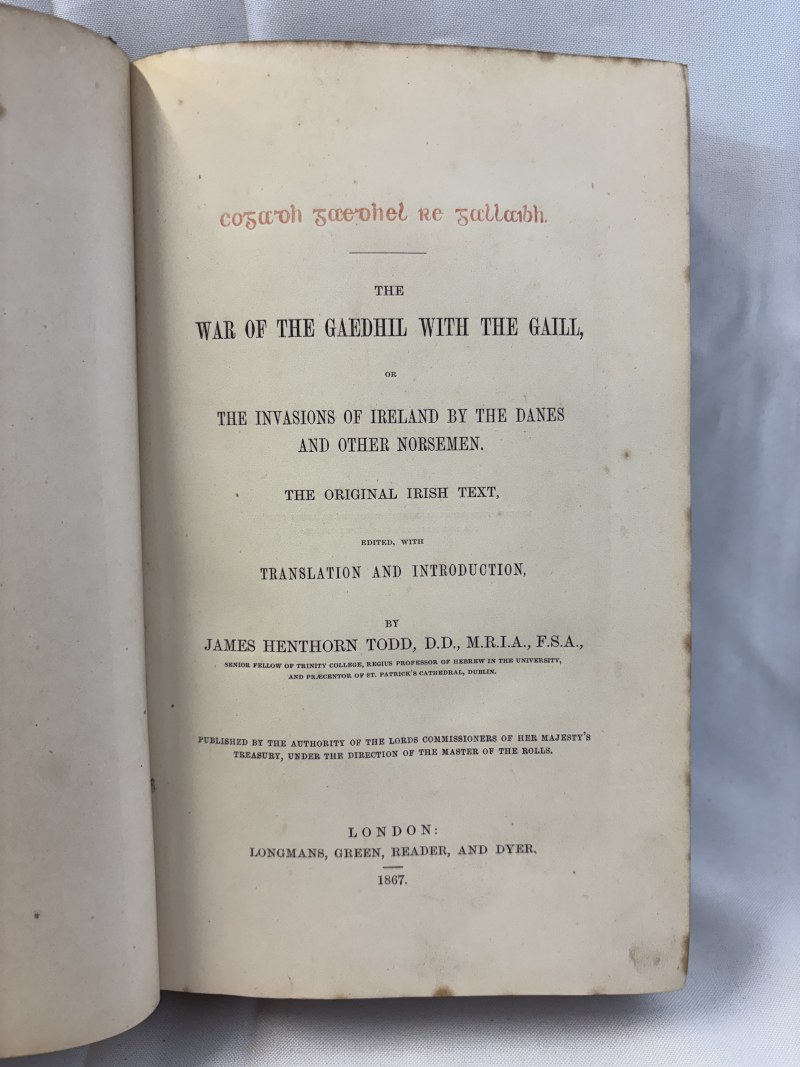 cogadh gaedhel re gallaibh.
THE
WAR OF THE GAEDHIL WITH THE GAILL,
OR
THE INVASIONS OF IRELAND BY THE DANES
AND OTHER NORSEMEN.
THE ORIGINAL IRISH TEXT,
EDITED, WITH
TRANSLATION AND INTRODUCTION,
BY
JAMES HENTHORN TODD, D.D., M.R.I.A., F.S.A.,
SENIOR FELLOW OF TRINITY COLLEGE, REGIUS PROFESSOR OF HEBREW IN THE UNIVERSITY,
AND PRÆCENTOR OF ST. PATRICK'S CATHEDRAL, DUBLIN.
PUBLISHED BY THE AUTHORITY OF THE LORDS COMMISSIONERS OF HER MAJESTY'S
TREASURY, UNDER THE DIRECTION OF THE MASTER OF THE ROLLS.
LONDON:
LONGMANS, GREEN, READER, AND DYER.
1867.